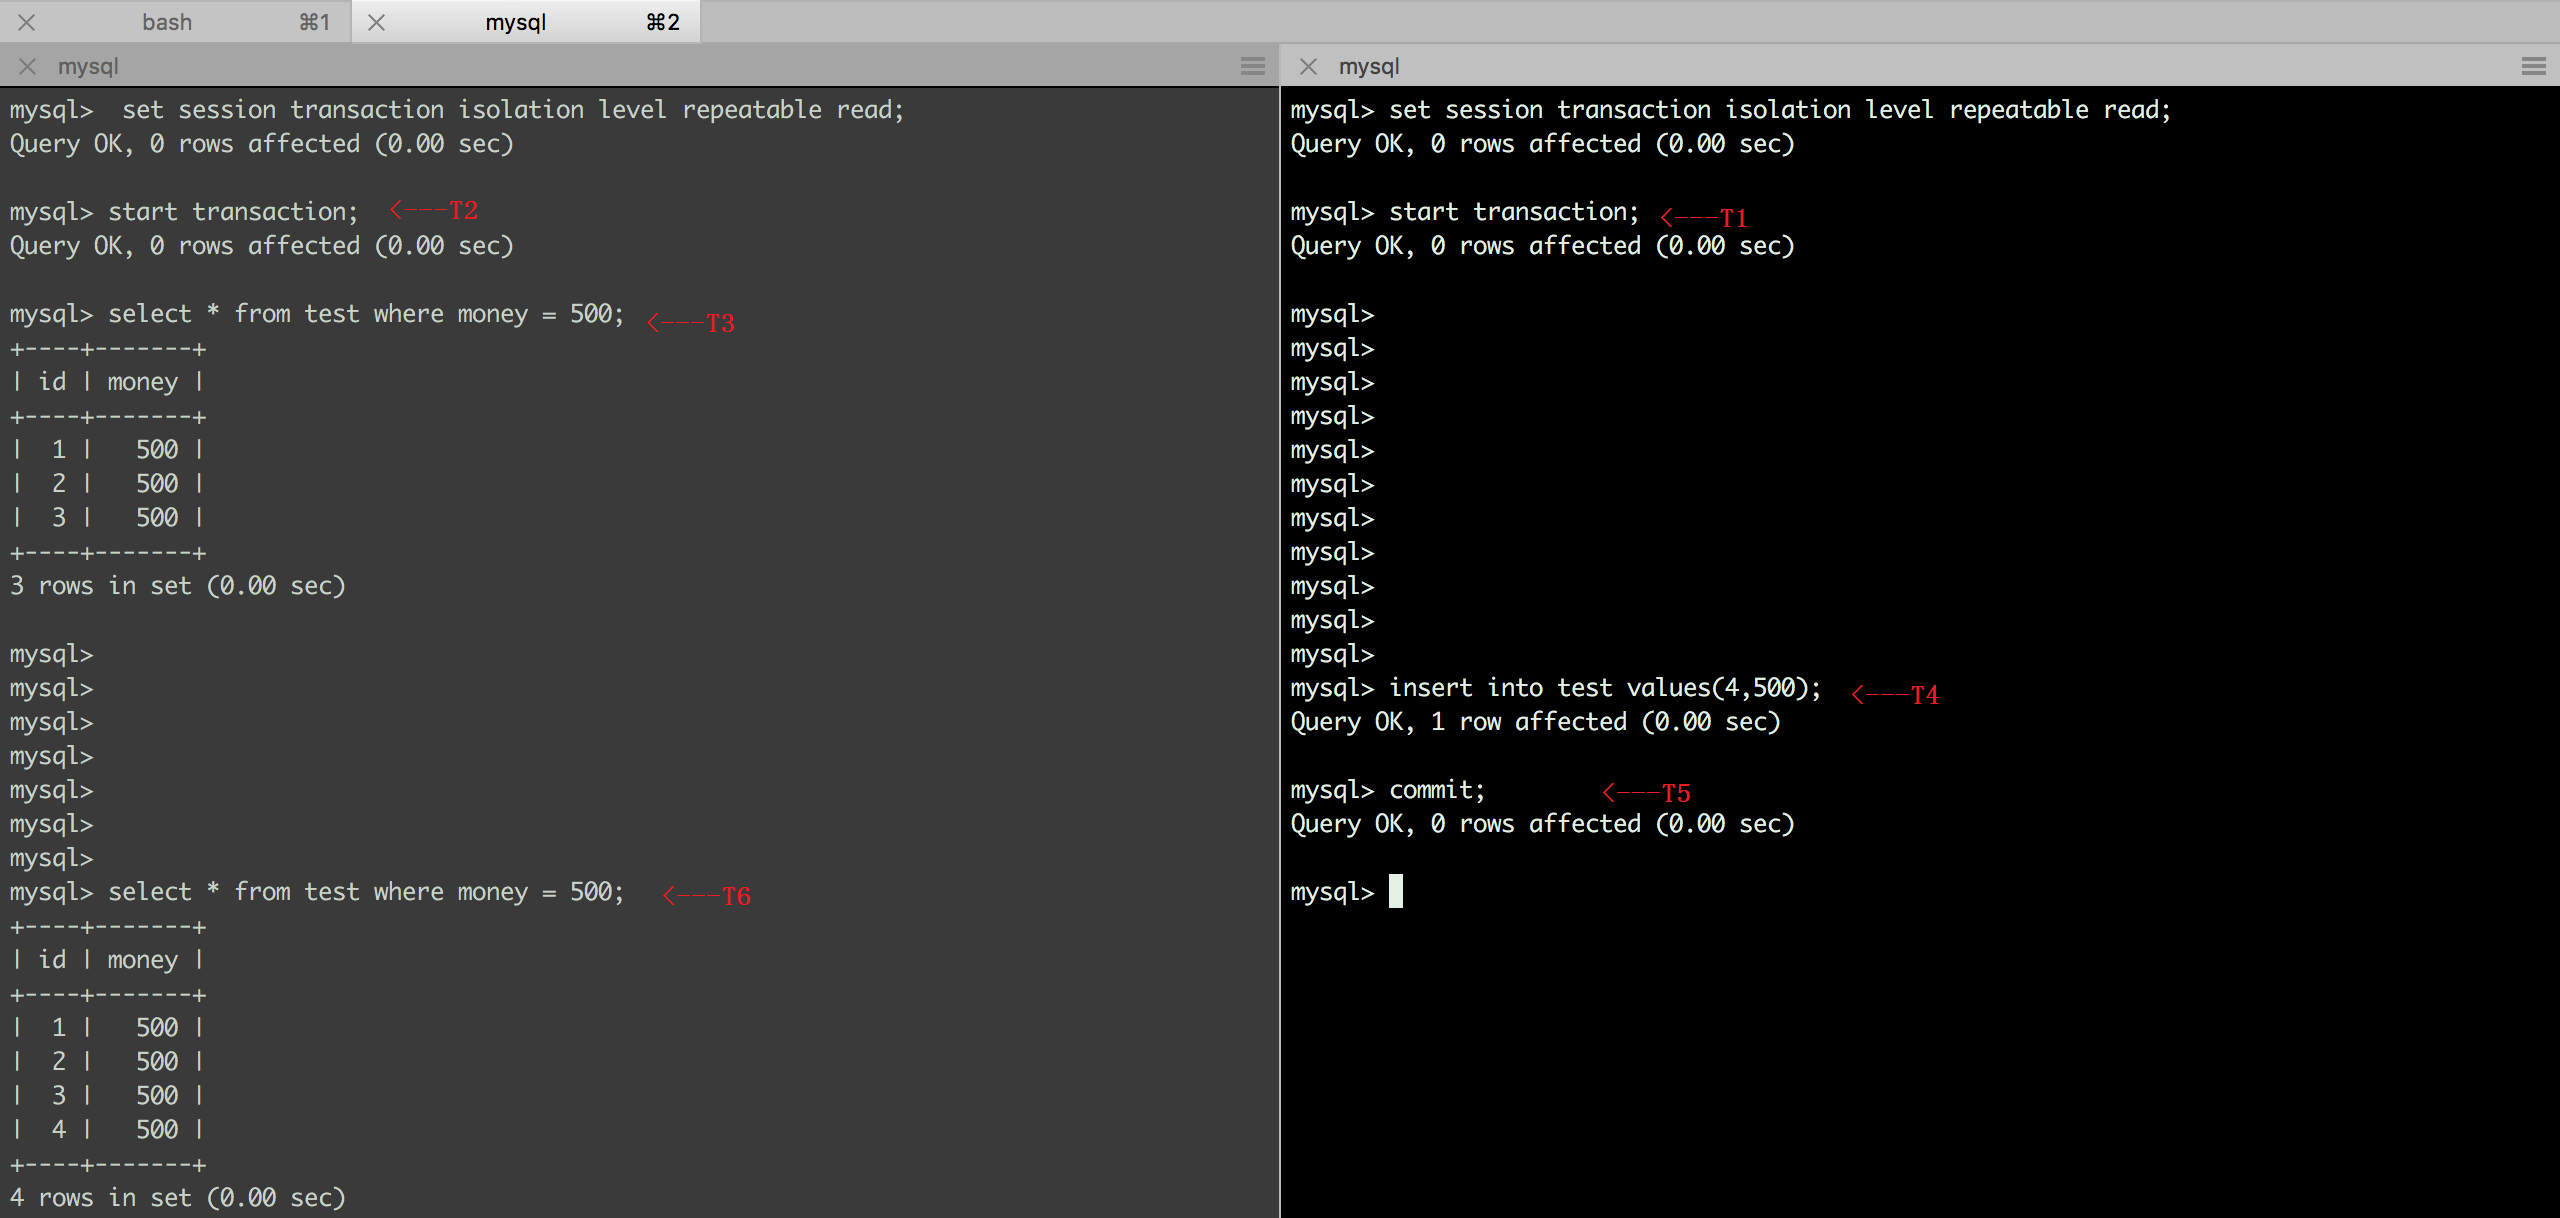 bash ⌘1
mysql ⌘2
mysql
mysql>  set session transaction isolation level repeatable read;
Query OK, 0 rows affected (0.00 sec)
mysql> start transaction; <---T2
Query OK, 0 rows affected (0.00 sec)
mysql> select * from test where money = 500; <---T3
+----+-------+
| id | money |
+----+-------+
|  1 |   500 |
|  2 |   500 |
|  3 |   500 |
+----+-------+
3 rows in set (0.00 sec)
mysql>
mysql>
mysql>
mysql>
mysql>
mysql>
mysql>
mysql> select * from test where money = 500; <---T6
+----+-------+
| id | money |
+----+-------+
|  1 |   500 |
|  2 |   500 |
|  3 |   500 |
|  4 |   500 |
+----+-------+
4 rows in set (0.00 sec)
mysql
mysql> set session transaction isolation level repeatable read;
Query OK, 0 rows affected (0.00 sec)
mysql> start transaction; <---T1
Query OK, 0 rows affected (0.00 sec)
mysql>
mysql>
mysql>
mysql>
mysql>
mysql>
mysql>
mysql>
mysql>
mysql>
mysql>
mysql> insert into test values(4,500); <---T4
Query OK, 1 row affected (0.00 sec)
mysql> commit; <---T5
Query OK, 0 rows affected (0.00 sec)
mysql>